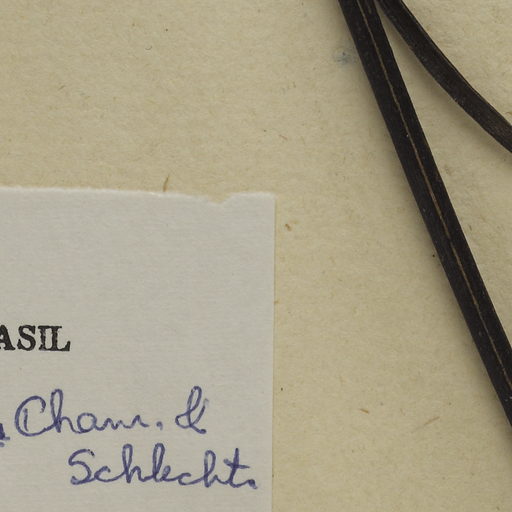 ASIL
Cham. &
Schlecht.